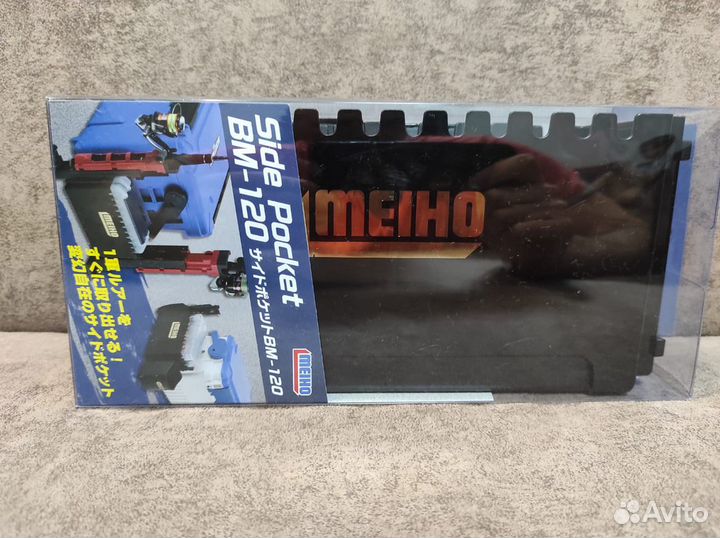 Side Pocket
BM-120 サイドポケットBM-120
1軍ルアーを
すぐに取り出せる!
変幻自在のサイドポケット
MEIHO
MEIHO
MEIHO
MEIHO
Avito